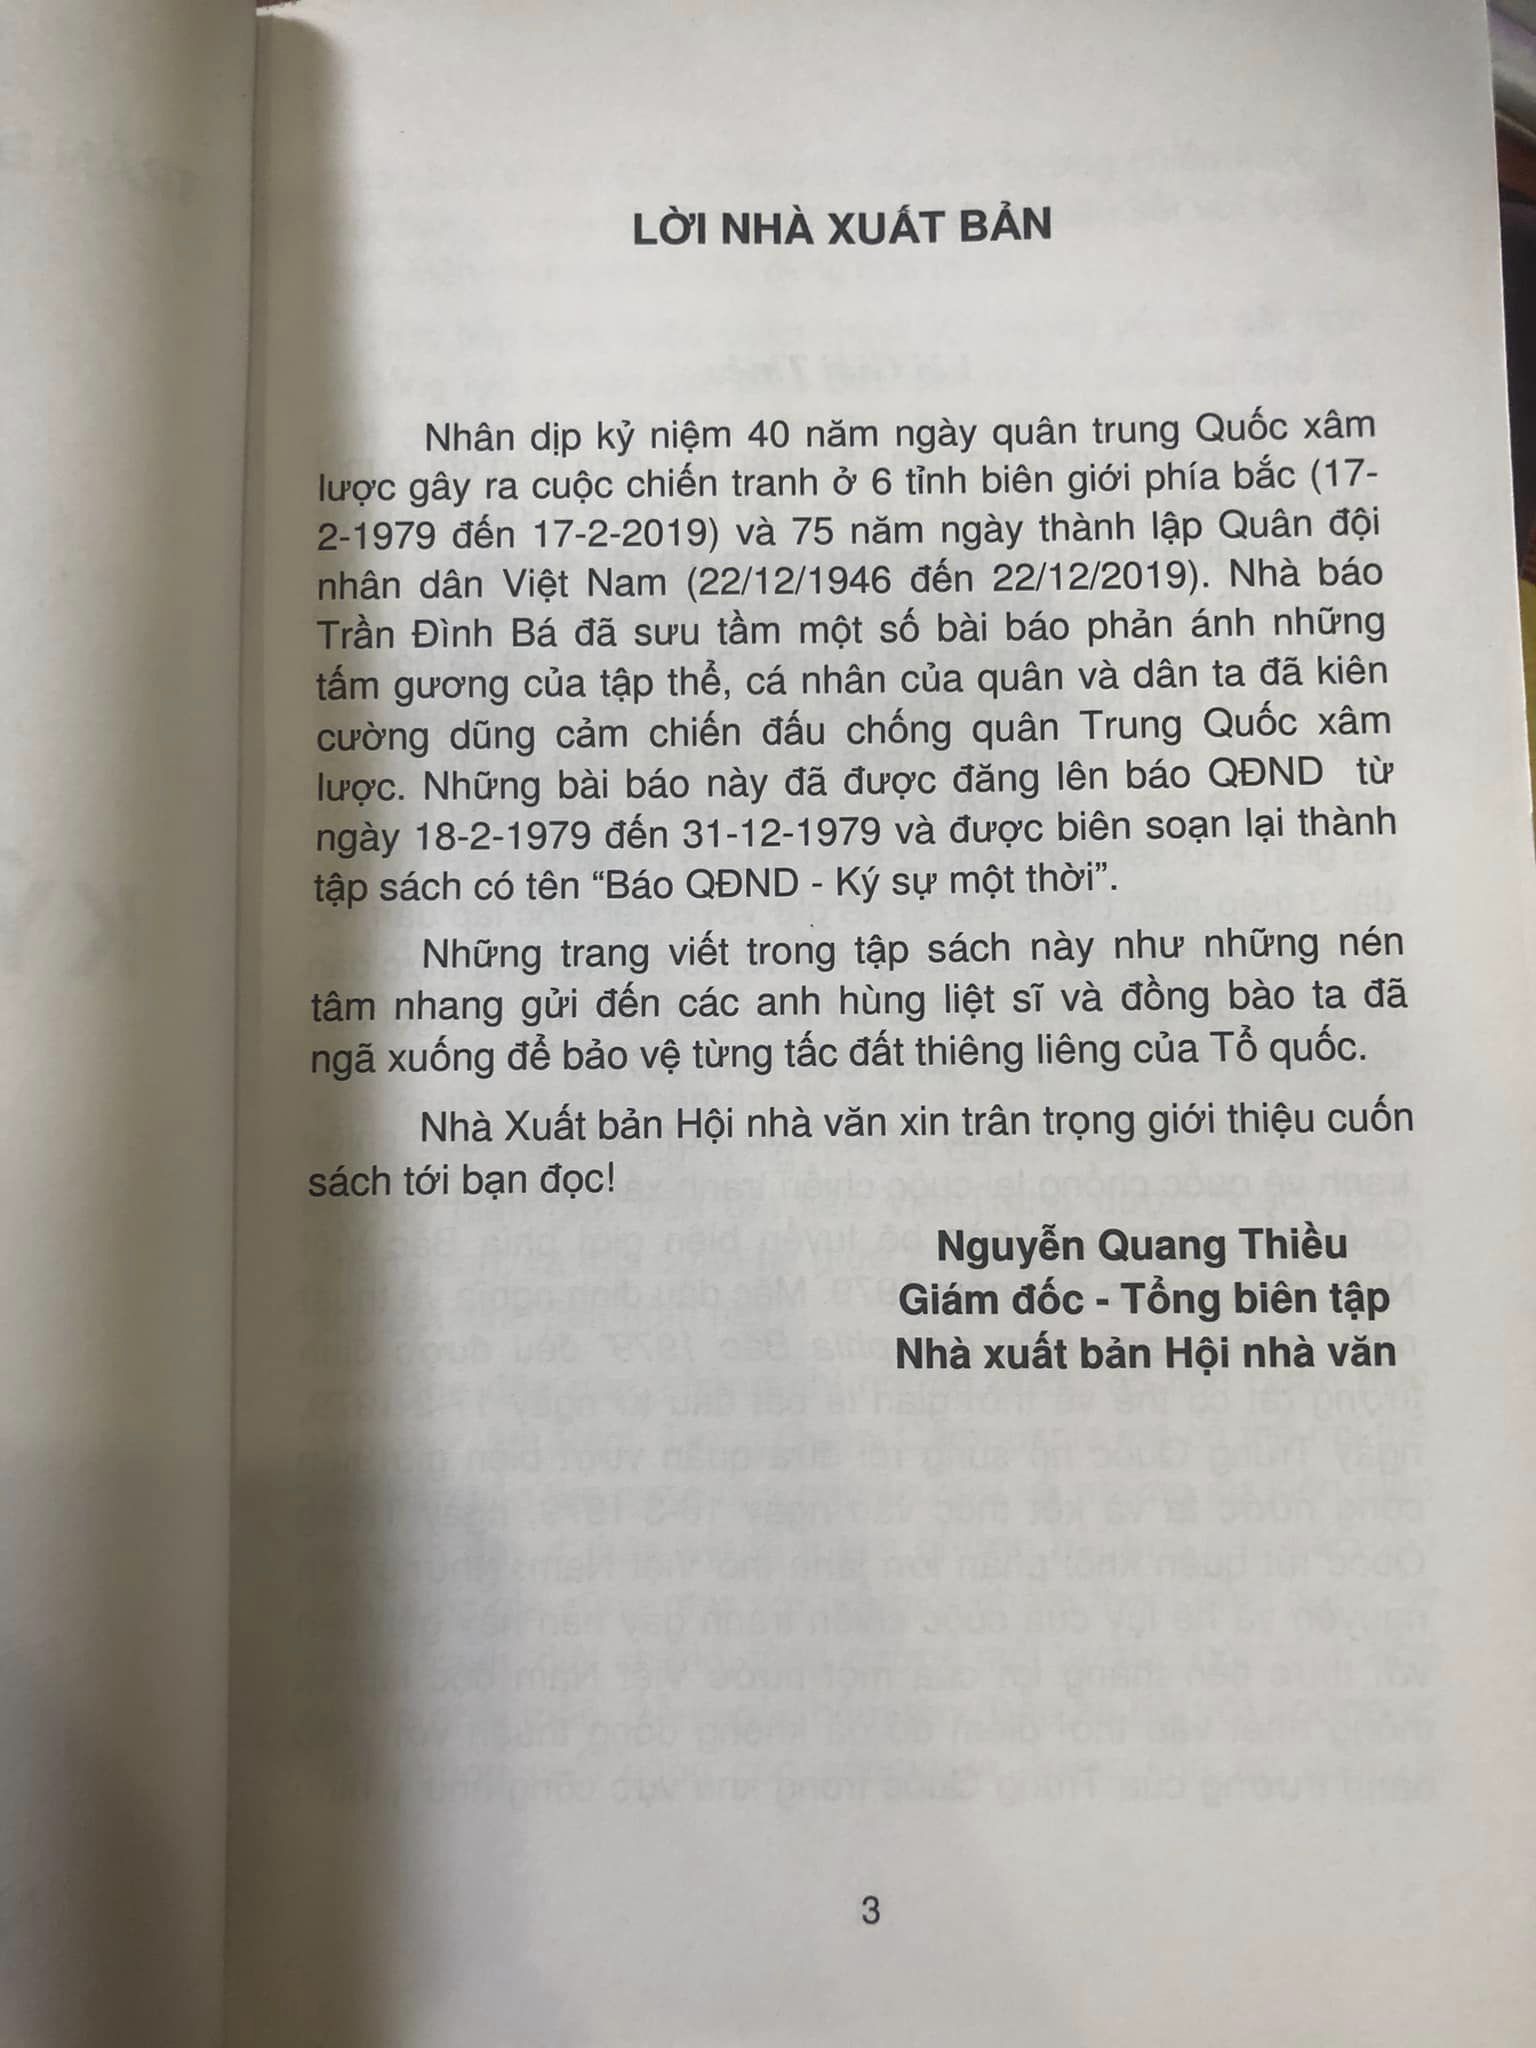 LỜI NHÀ XUẤT BẢN
Nhân dịp kỷ niệm 40 năm ngày quân trung Quốc xâm
lược gây ra cuộc chiến tranh ở 6 tỉnh biên giới phía bắc (17-
2-1979 đến 17-2-2019) và 75 năm ngày thành lập Quân đội
nhân dân Việt Nam (22/12/1946 đến 22/12/2019). Nhà báo
Trần Đình Bá đã sưu tầm một số bài báo phản ánh những
tấm gương của tập thể, cá nhân của quân và dân ta đã kiên
cường dũng cảm chiến đấu chống quân Trung Quốc xâm
lược. Những bài báo này đã được đăng lên báo QĐND từ
ngày 18-2-1979 đến 31-12-1979 và được biên soạn lại thành
tập sách có tên “Báo QĐND - Ký sự một thời”.
Những trang viết trong tập sách này như những nén
tâm nhang gửi đến các anh hùng liệt sĩ và đồng bào ta đã
ngã xuống để bảo vệ từng tấc đất thiêng liêng của Tổ quốc.
Nhà Xuất bản Hội nhà văn xin trân trọng giới thiệu cuốn
sách tới bạn đọc!
Nguyễn Quang Thiều
Giám đốc - Tổng biên tập
Nhà xuất bản Hội nhà văn
3